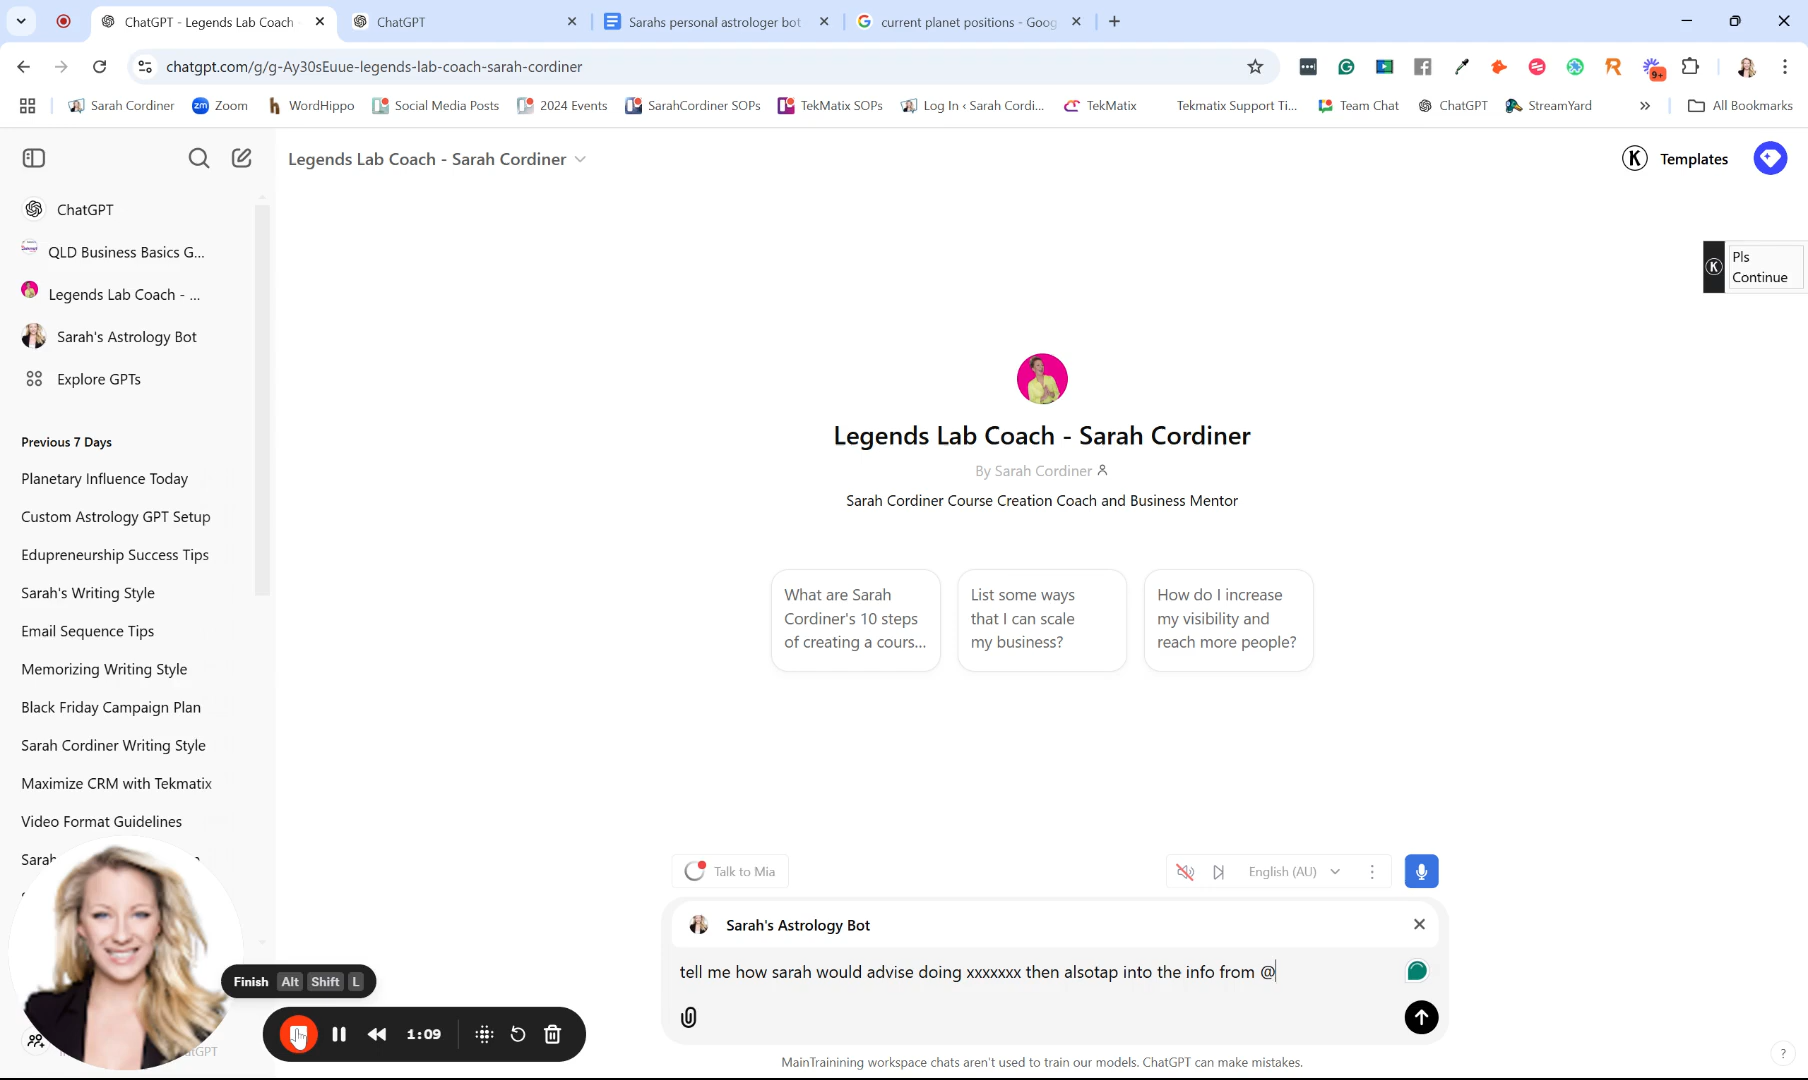 ChatGPT - Legends Lab Coach
ChatGPT
Sarahs personal astrologer bot
current planet positions - Goog
chatgpt.com/g/g-Ay30sEuue-legends-lab-coach-sarah-cordiner
9+
Sarah Cordiner
zm Zoom
WordHippo
Social Media Posts
2024 Events
SarahCordiner SOPs
TekMatix SOPs
Log In ‹ Sarah Cordi...
TekMatix
Tekmatix Support Ti...
Team Chat
ChatGPT
StreamYard
»
All Bookmarks
Legends Lab Coach - Sarah Cordiner
K Templates
ChatGPT
QLD Business Basics G...
Legends Lab Coach - ...
Sarah's Astrology Bot
Explore GPTs
K
Pls
Continue
Previous 7 Days
Planetary Influence Today
Custom Astrology GPT Setup
Edupreneurship Success Tips
Sarah's Writing Style
Email Sequence Tips
Memorizing Writing Style
Black Friday Campaign Plan
Sarah Cordiner Writing Style
Maximize CRM with Tekmatix
Video Format Guidelines
Sarah
Legends Lab Coach - Sarah Cordiner
By Sarah Cordiner
Sarah Cordiner Course Creation Coach and Business Mentor
What are Sarah
Cordiner's 10 steps
of creating a cours...
List some ways
that I can scale
my business?
How do I increase
my visibility and
reach more people?
Talk to Mia
English (AU)
Sarah's Astrology Bot
tell me how sarah would advise doing xxxxxxx then alsotap into the info from @
Finish Alt Shift L
1:09
MainTrainining workspace chats aren't used to train our models. ChatGPT can make mistakes.
?